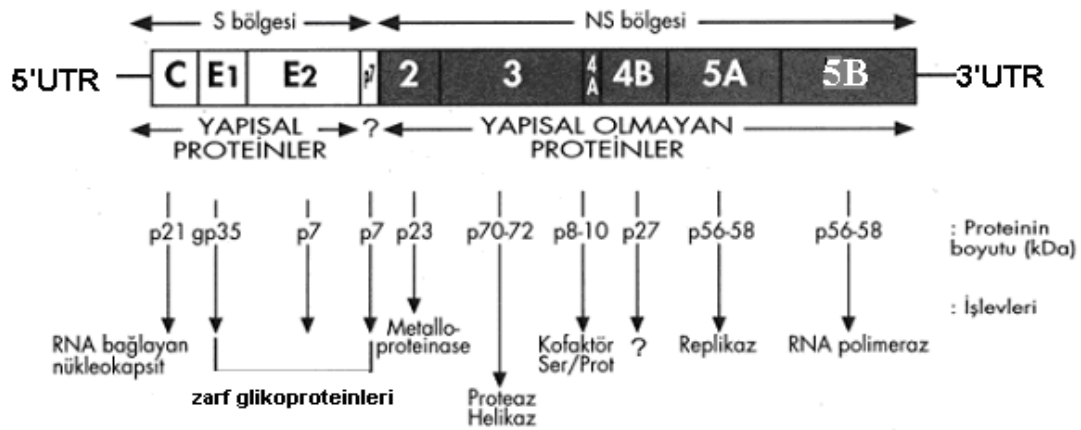 S bölgesi NS bölgesi
5'UTR C E1 E2 p7 2 3 4A 4B 5A 5B 3'UTR
YAPISAL PROTEİNLER ? YAPISAL OLMAYAN PROTEİNLER
p21 gp35 p7 p7 p23 p70-72 p8-10 p27 p56-58 p56-58 : Proteinin boyutu (kDa)
: İşlevleri
RNA bağlayan nükleokapsit
zarf glikoproteinleri
Metallo-
proteinase
Proteaz
Helikaz
Kofaktör
Ser/Prot
?
Replikaz
RNA polimeraz